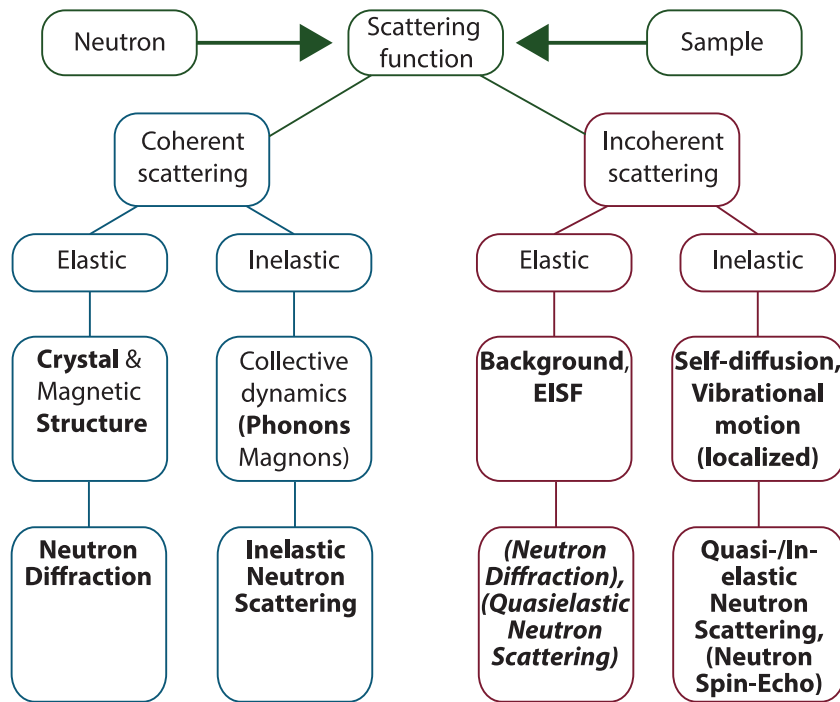 Neutron
Scattering
function
Sample
Coherent
scattering
Incoherent
scattering
Elastic
Inelastic
Elastic
Inelastic
Crystal &
Magnetic
Structure
Collective
dynamics
(Phonons
Magnons)
Background,
EISF
Self-diffusion,
Vibrational
motion
(localized)
Neutron
Diffraction
Inelastic
Neutron
Scattering
(Neutron
Diffraction),
(Quasielastic
Neutron
Scattering)
Quasi-/In-
elastic
Neutron
Scattering,
(Neutron
Spin-Echo)